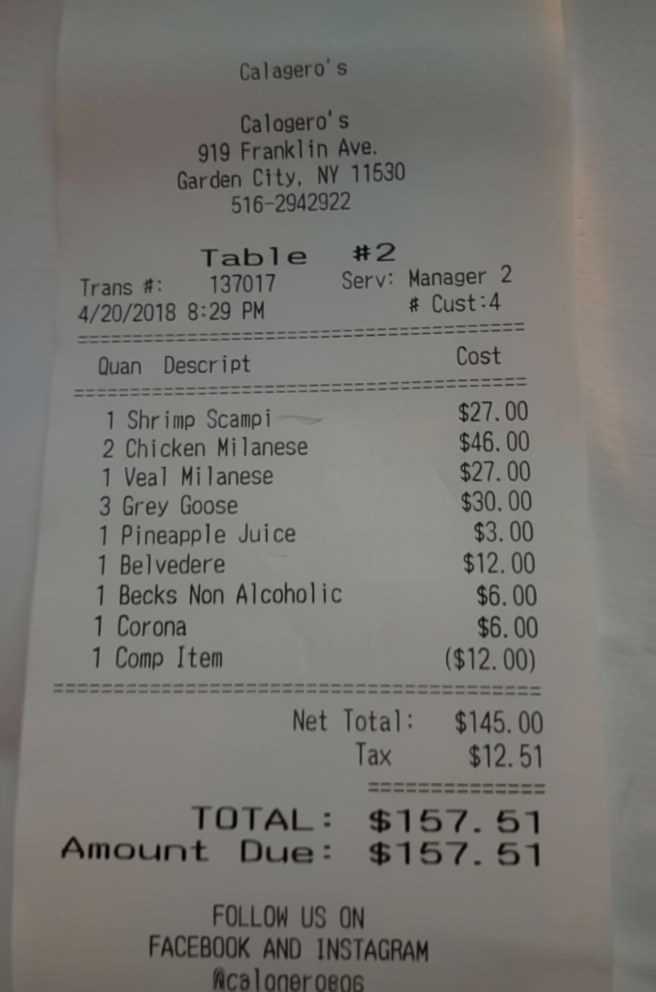 Calagero's
Calogero's
919 Franklin Ave.
Garden City, NY 11530
516-2942922
Table #2
Trans #: 137017 Serv: Manager 2
4/20/2018 8:29 PM # Cust:4
=====================================
Quan Descript Cost
=====================================
1 Shrimp Scampi $27.00
2 Chicken Milanese $46.00
1 Veal Milanese $27.00
3 Grey Goose $30.00
1 Pineapple Juice $3.00
1 Belvedere $12.00
1 Becks Non Alcoholic $6.00
1 Corona $6.00
1 Comp Item ($12.00)
=====================================
Net Total: $145.00
Tax $12.51
=============
TOTAL: $157.51
Amount Due: $157.51
FOLLOW US ON
FACEBOOK AND INSTAGRAM